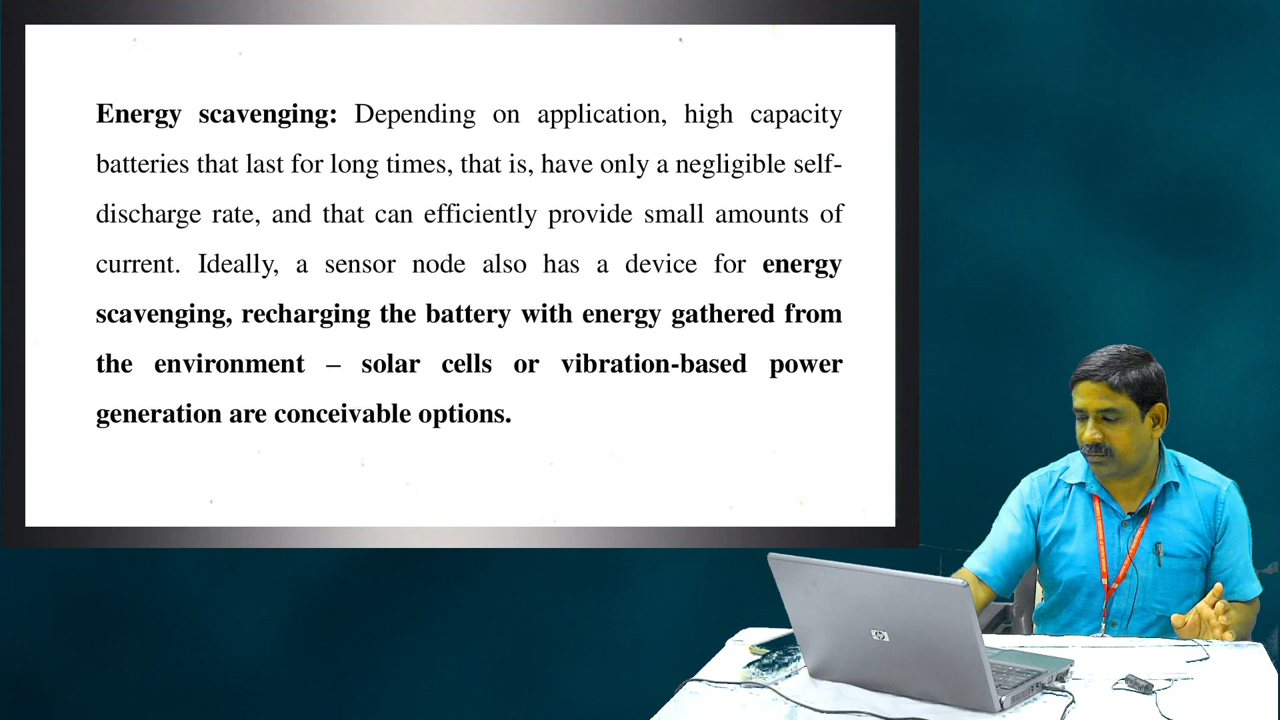 Energy scavenging: Depending on application, high capacity
batteries that last for long times, that is, have only a negligible self-
discharge rate, and that can efficiently provide small amounts of
current. Ideally, a sensor node also has a device for energy
scavenging, recharging the battery with energy gathered from
the environment – solar cells or vibration-based power
generation are conceivable options.
hp